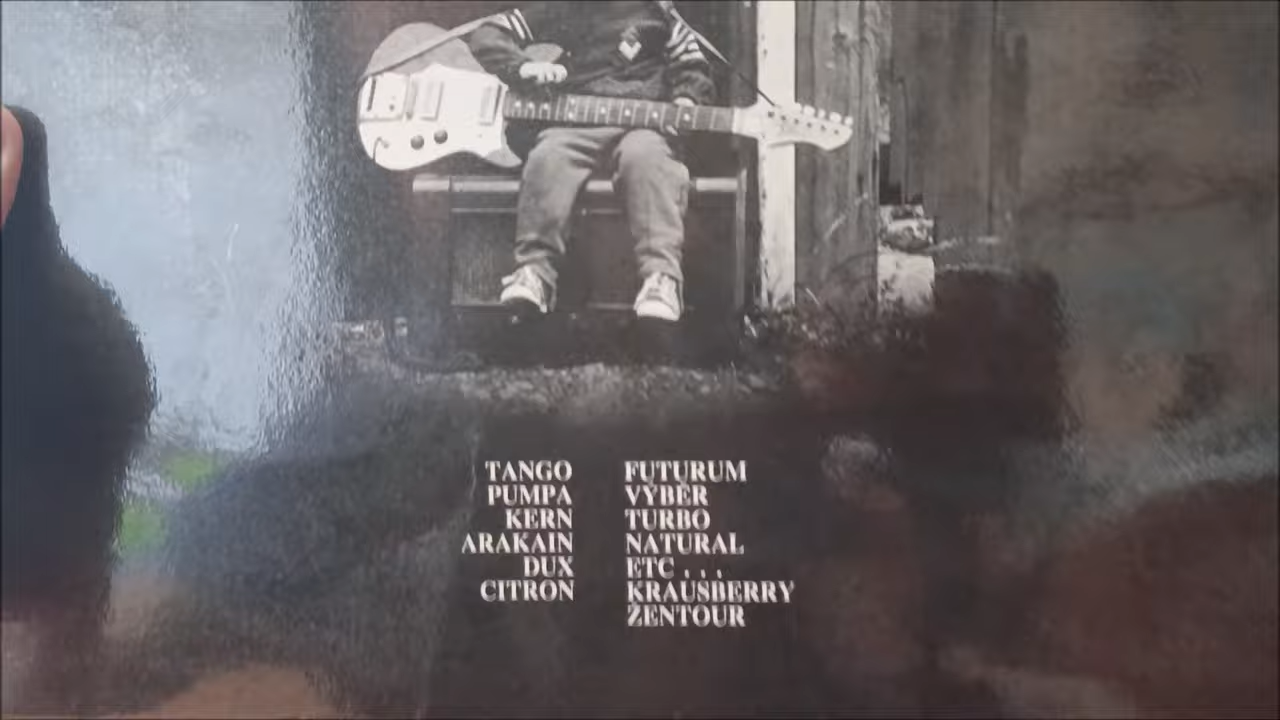 TANGO
PUMPA
KERN
ARAKAIN
DUX
CITRON
FUTURUM
VÝBĚR
TURBO
NATURAL
ETC . . .
KRAUSBERRY
ŽENTOUR